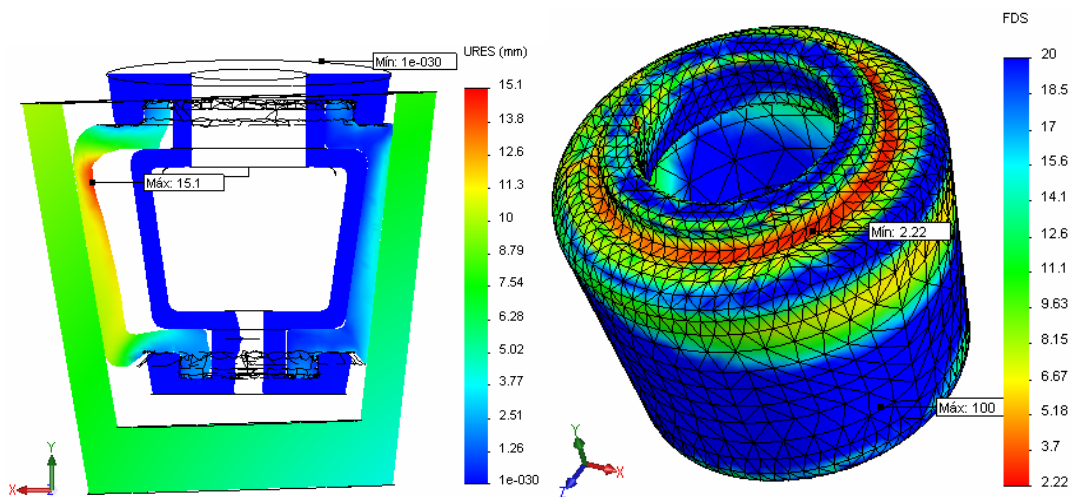 URES (mm)
Mín: 1e-030
15.1
13.8
12.6
11.3
10
8.79
7.54
6.28
5.02
3.77
2.51
1.26
1e-030
Máx: 15.1
Y
X
Z
FDS
20
18.5
17
15.6
14.1
12.6
11.1
9.63
8.15
6.67
5.18
3.7
2.22
Mín: 2.22
Máx: 100
Y
X
Z